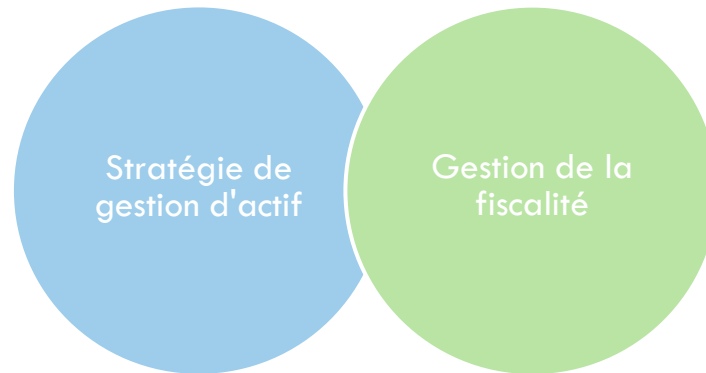 Stratégie de
gestion d'actif
Gestion de la
fiscalité